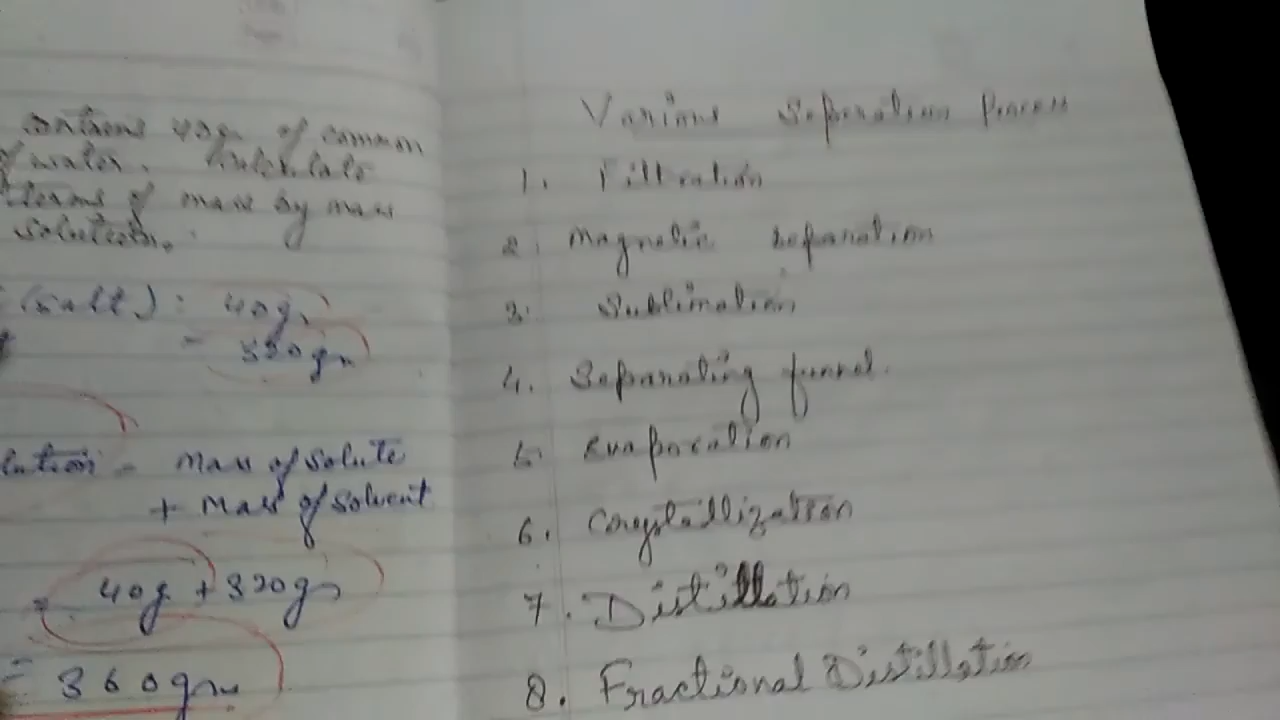 contains 40g of common
of water. Calculate
terms of mass by mass
solution.
(salt) : 40g
= 320gm
lution = Mass of Solute
+ Mass of Solvent
= 40g + 320gm
= 360gm
Various Separation Process
1. Filtration
2. Magnetic separation
3. Sublimation
4. Separating funnel.
5. Evaporation
6. Crystallization
7. Distillation
8. Fractional Distillation